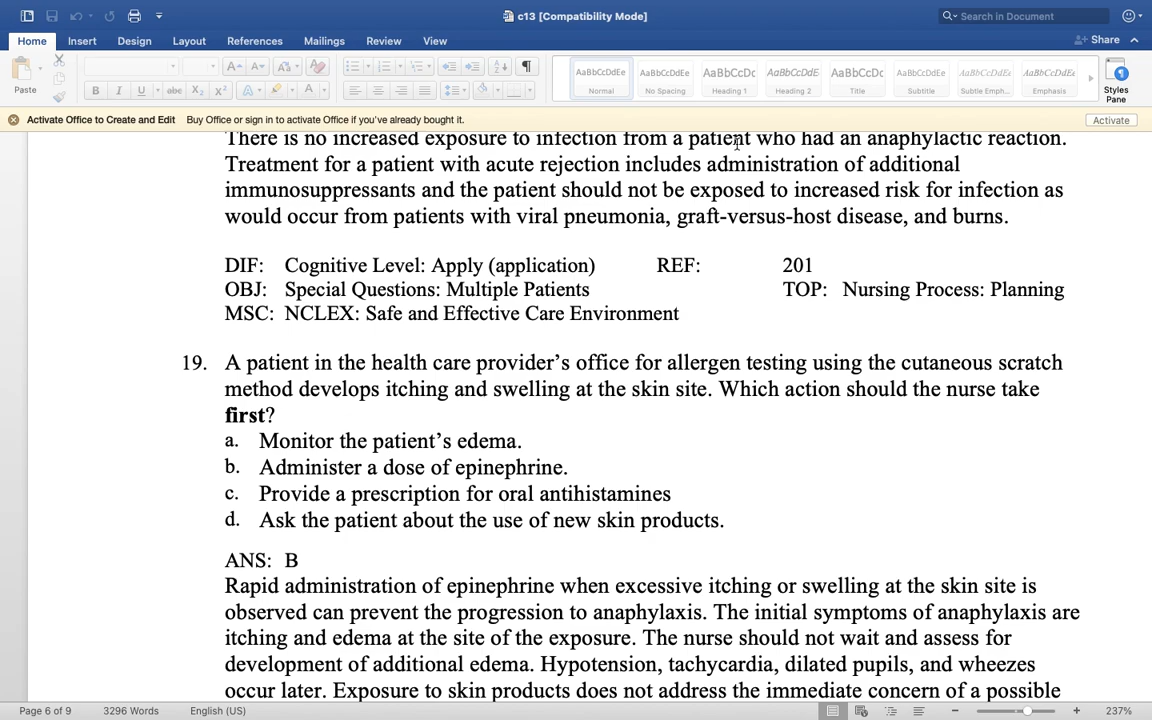 c13 [Compatibility Mode]
Search in Document
Home Insert Design Layout References Mailings Review View
Share
Paste
AaBbCcDdEe AaBbCcDdEe AaBbCcDc AaBbCcDdE AaBbCcDc AaBbCcDdEe AaBbCcDdEe AaBbCcDdEe
Normal No Spacing Heading 1 Heading 2 Title Subtitle Subtle Emph... Emphasis
Styles
Pane
Activate Office to Create and Edit Buy Office or sign in to activate Office if you've already bought it.
Activate
There is no increased exposure to infection from a patient who had an anaphylactic reaction.
Treatment for a patient with acute rejection includes administration of additional
immunosuppressants and the patient should not be exposed to increased risk for infection as
would occur from patients with viral pneumonia, graft-versus-host disease, and burns.
DIF: Cognitive Level: Apply (application) REF: 201
OBJ: Special Questions: Multiple Patients TOP: Nursing Process: Planning
MSC: NCLEX: Safe and Effective Care Environment
19. A patient in the health care provider’s office for allergen testing using the cutaneous scratch
method develops itching and swelling at the skin site. Which action should the nurse take
first?
a. Monitor the patient’s edema.
b. Administer a dose of epinephrine.
c. Provide a prescription for oral antihistamines
d. Ask the patient about the use of new skin products.
ANS: B
Rapid administration of epinephrine when excessive itching or swelling at the skin site is
observed can prevent the progression to anaphylaxis. The initial symptoms of anaphylaxis are
itching and edema at the site of the exposure. The nurse should not wait and assess for
development of additional edema. Hypotension, tachycardia, dilated pupils, and wheezes
occur later. Exposure to skin products does not address the immediate concern of a possible
Page 6 of 9 3296 Words English (US) 237%